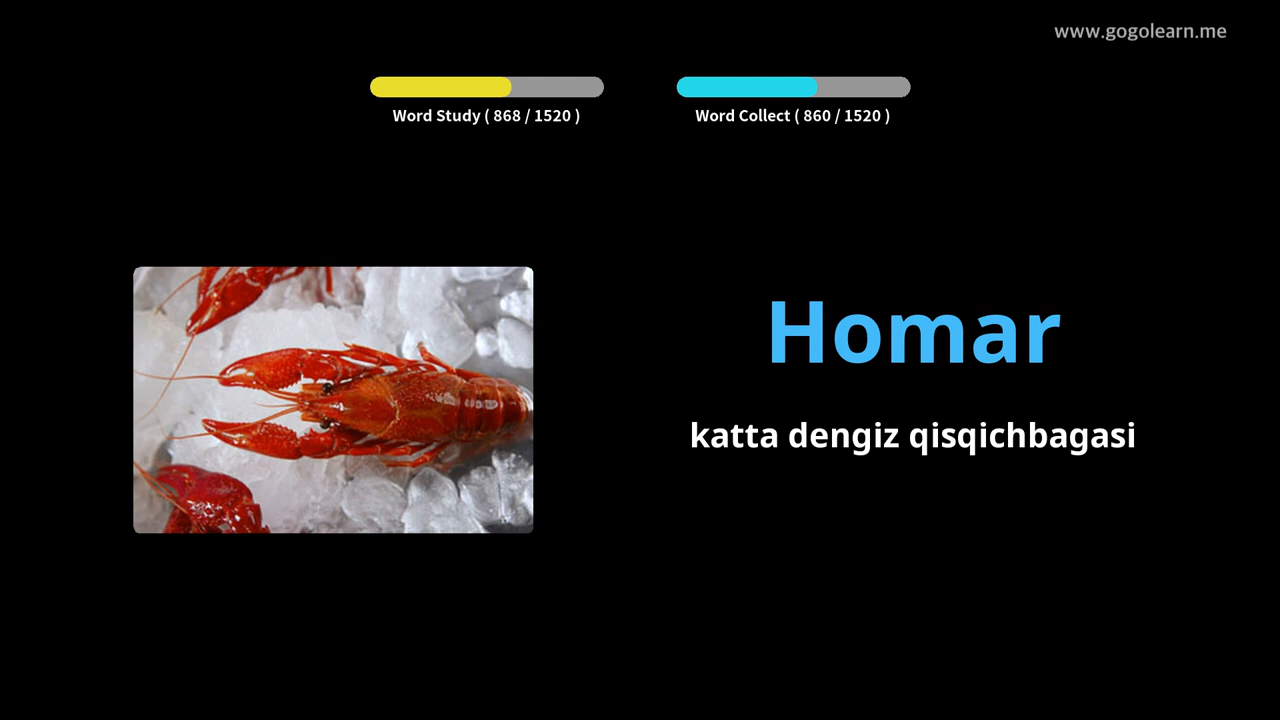 www.gogolearn.me
Word Study ( 868 / 1520 )
Word Collect ( 860 / 1520 )
Homar
katta dengiz qisqichbagasi